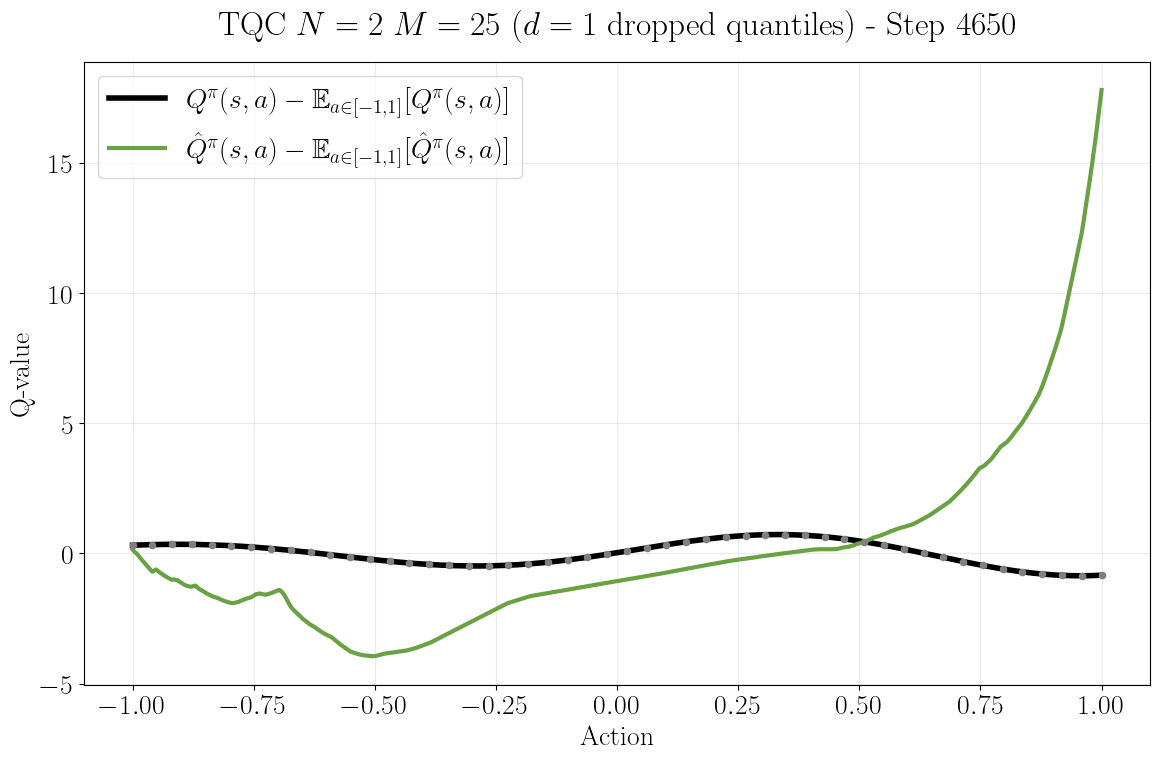 TQC N = 2 M = 25 (d = 1 dropped quantiles) - Step 4650
Q^π(s, a) − 𝔼_{a∈[−1,1]}[Q^π(s, a)]
Q̂^π(s, a) − 𝔼_{a∈[−1,1]}[Q̂^π(s, a)]
15
10
5
0
−5
Q-value
−1.00 −0.75 −0.50 −0.25 0.00 0.25 0.50 0.75 1.00
Action